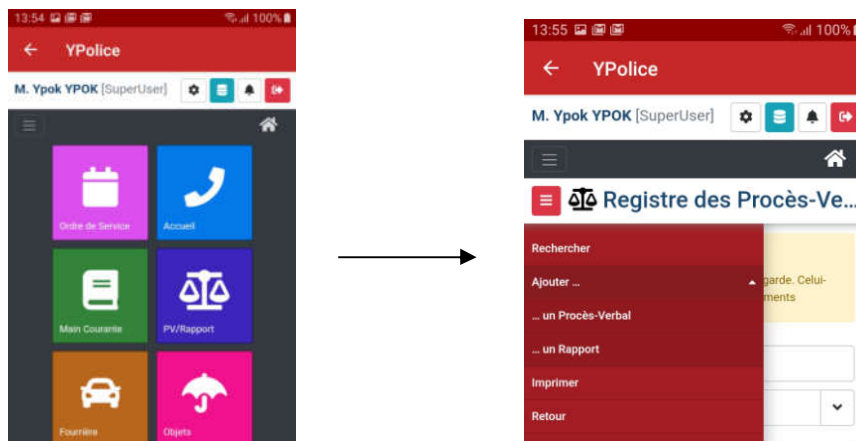 13:54 100%
YPolice
M. Ypok YPOK [SuperUser]
Ordre de Service
Accueil
Main Courante
PV/Rapport
Fourrière
Objets
13:55 100%
YPolice
M. Ypok YPOK [SuperUser]
Registre des Procès-Ve...
Rechercher
Ajouter ...
garde. Celui-
ments
... un Procès-Verbal
... un Rapport
Imprimer
Retour